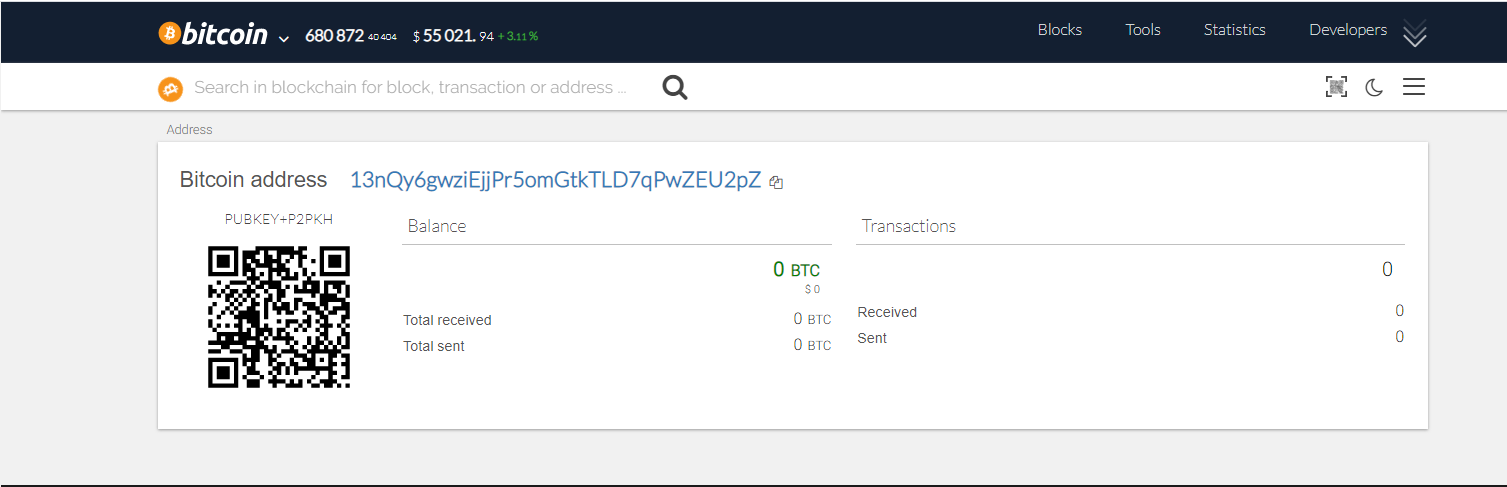 bitcoin 680 872 40 404 $ 55 021. 94 + 3.11 % Blocks Tools Statistics Developers
Search in blockchain for block, transaction or address ...
Address
Bitcoin address 13nQy6gwziEjjPr5omGtkTLD7qPwZEU2pZ
PUBKEY+P2PKH
Balance Transactions
0 BTC 0
$ 0
Total received 0 BTC Received 0
Total sent 0 BTC Sent 0